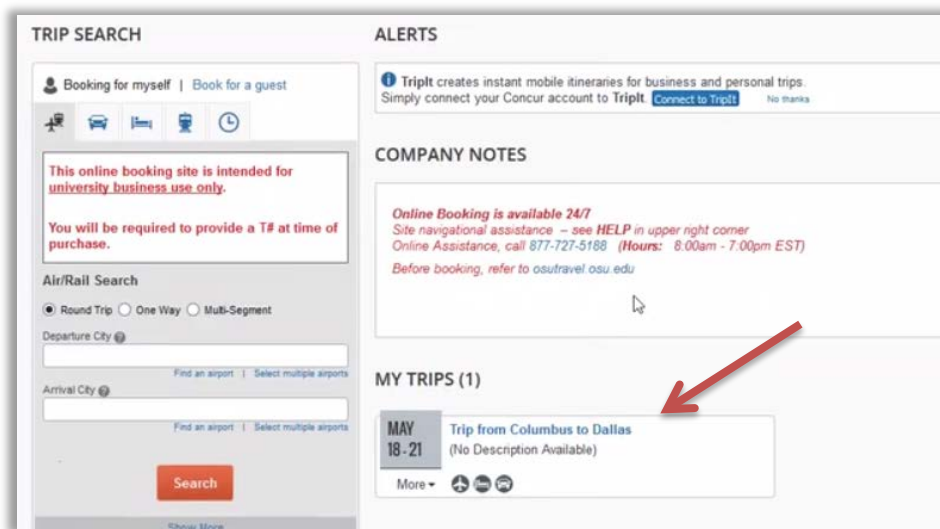 TRIP SEARCH
Booking for myself | Book for a guest
This online booking site is intended for
university business use only.
You will be required to provide a T# at time of
purchase.
Air/Rail Search
Round Trip One Way Multi-Segment
Departure City
Find an airport | Select multiple airports
Arrival City
Find an airport | Select multiple airports
Search
Show More
ALERTS
TripIt creates instant mobile itineraries for business and personal trips.
Simply connect your Concur account to TripIt. Connect to TripIt No thanks
COMPANY NOTES
Online Booking is available 24/7
Site navigational assistance – see HELP in upper right corner
Online Assistance, call 877-727-5188 (Hours: 8:00am - 7:00pm EST)
Before booking, refer to osutravel.osu.edu
MY TRIPS (1)
MAY
18 - 21
Trip from Columbus to Dallas
(No Description Available)
More